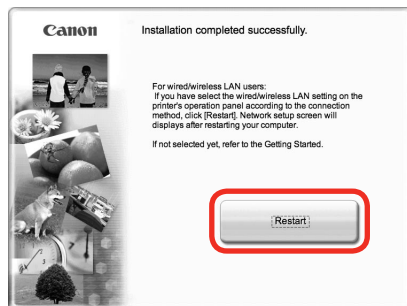 Canon
Installation completed successfully.
For wired/wireless LAN users:
If you have select the wired/wireless LAN setting on the
printer's operation panel according to the connection
method, click [Restart]. Network setup screen will
displays after restarting your computer.
If not selected yet, refer to the Getting Started.
Restart